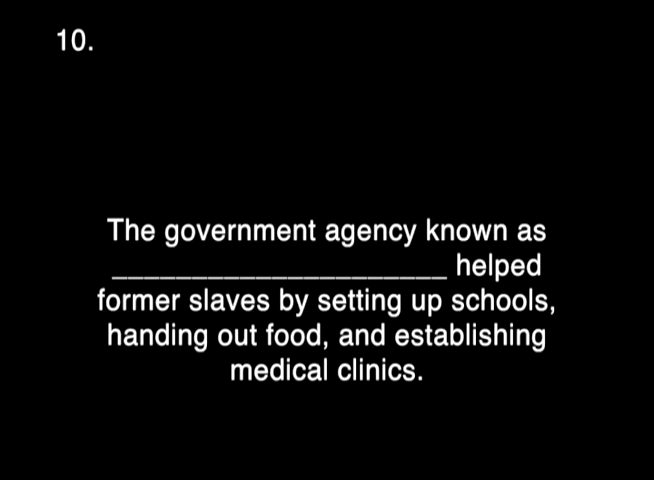 10.
The government agency known as
_____________________ helped
former slaves by setting up schools,
handing out food, and establishing
medical clinics.